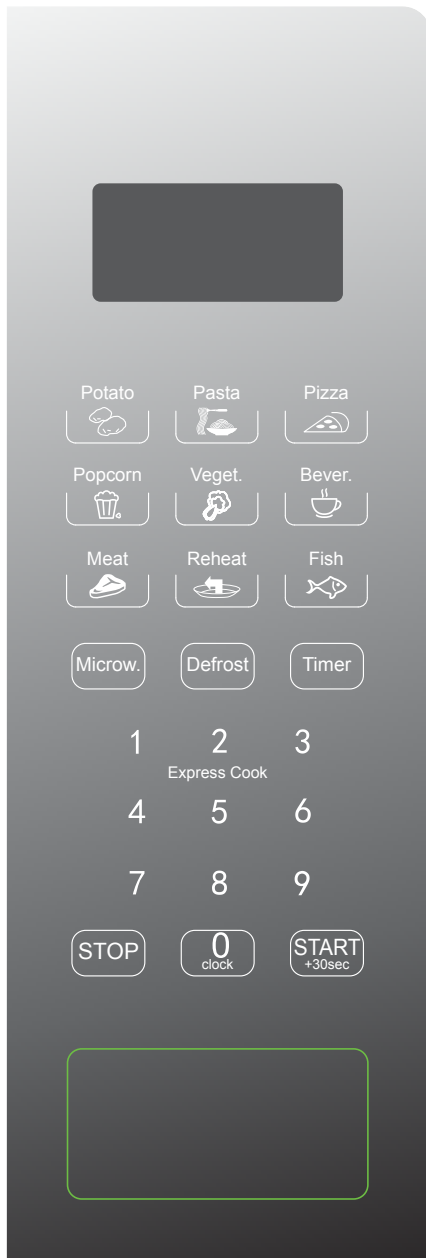 Potato Pasta Pizza
Popcorn Veget. Bever.
Meat Reheat Fish
Microw. Defrost Timer
1 2 3
Express Cook
4 5 6
7 8 9
STOP 0 START
clock +30sec